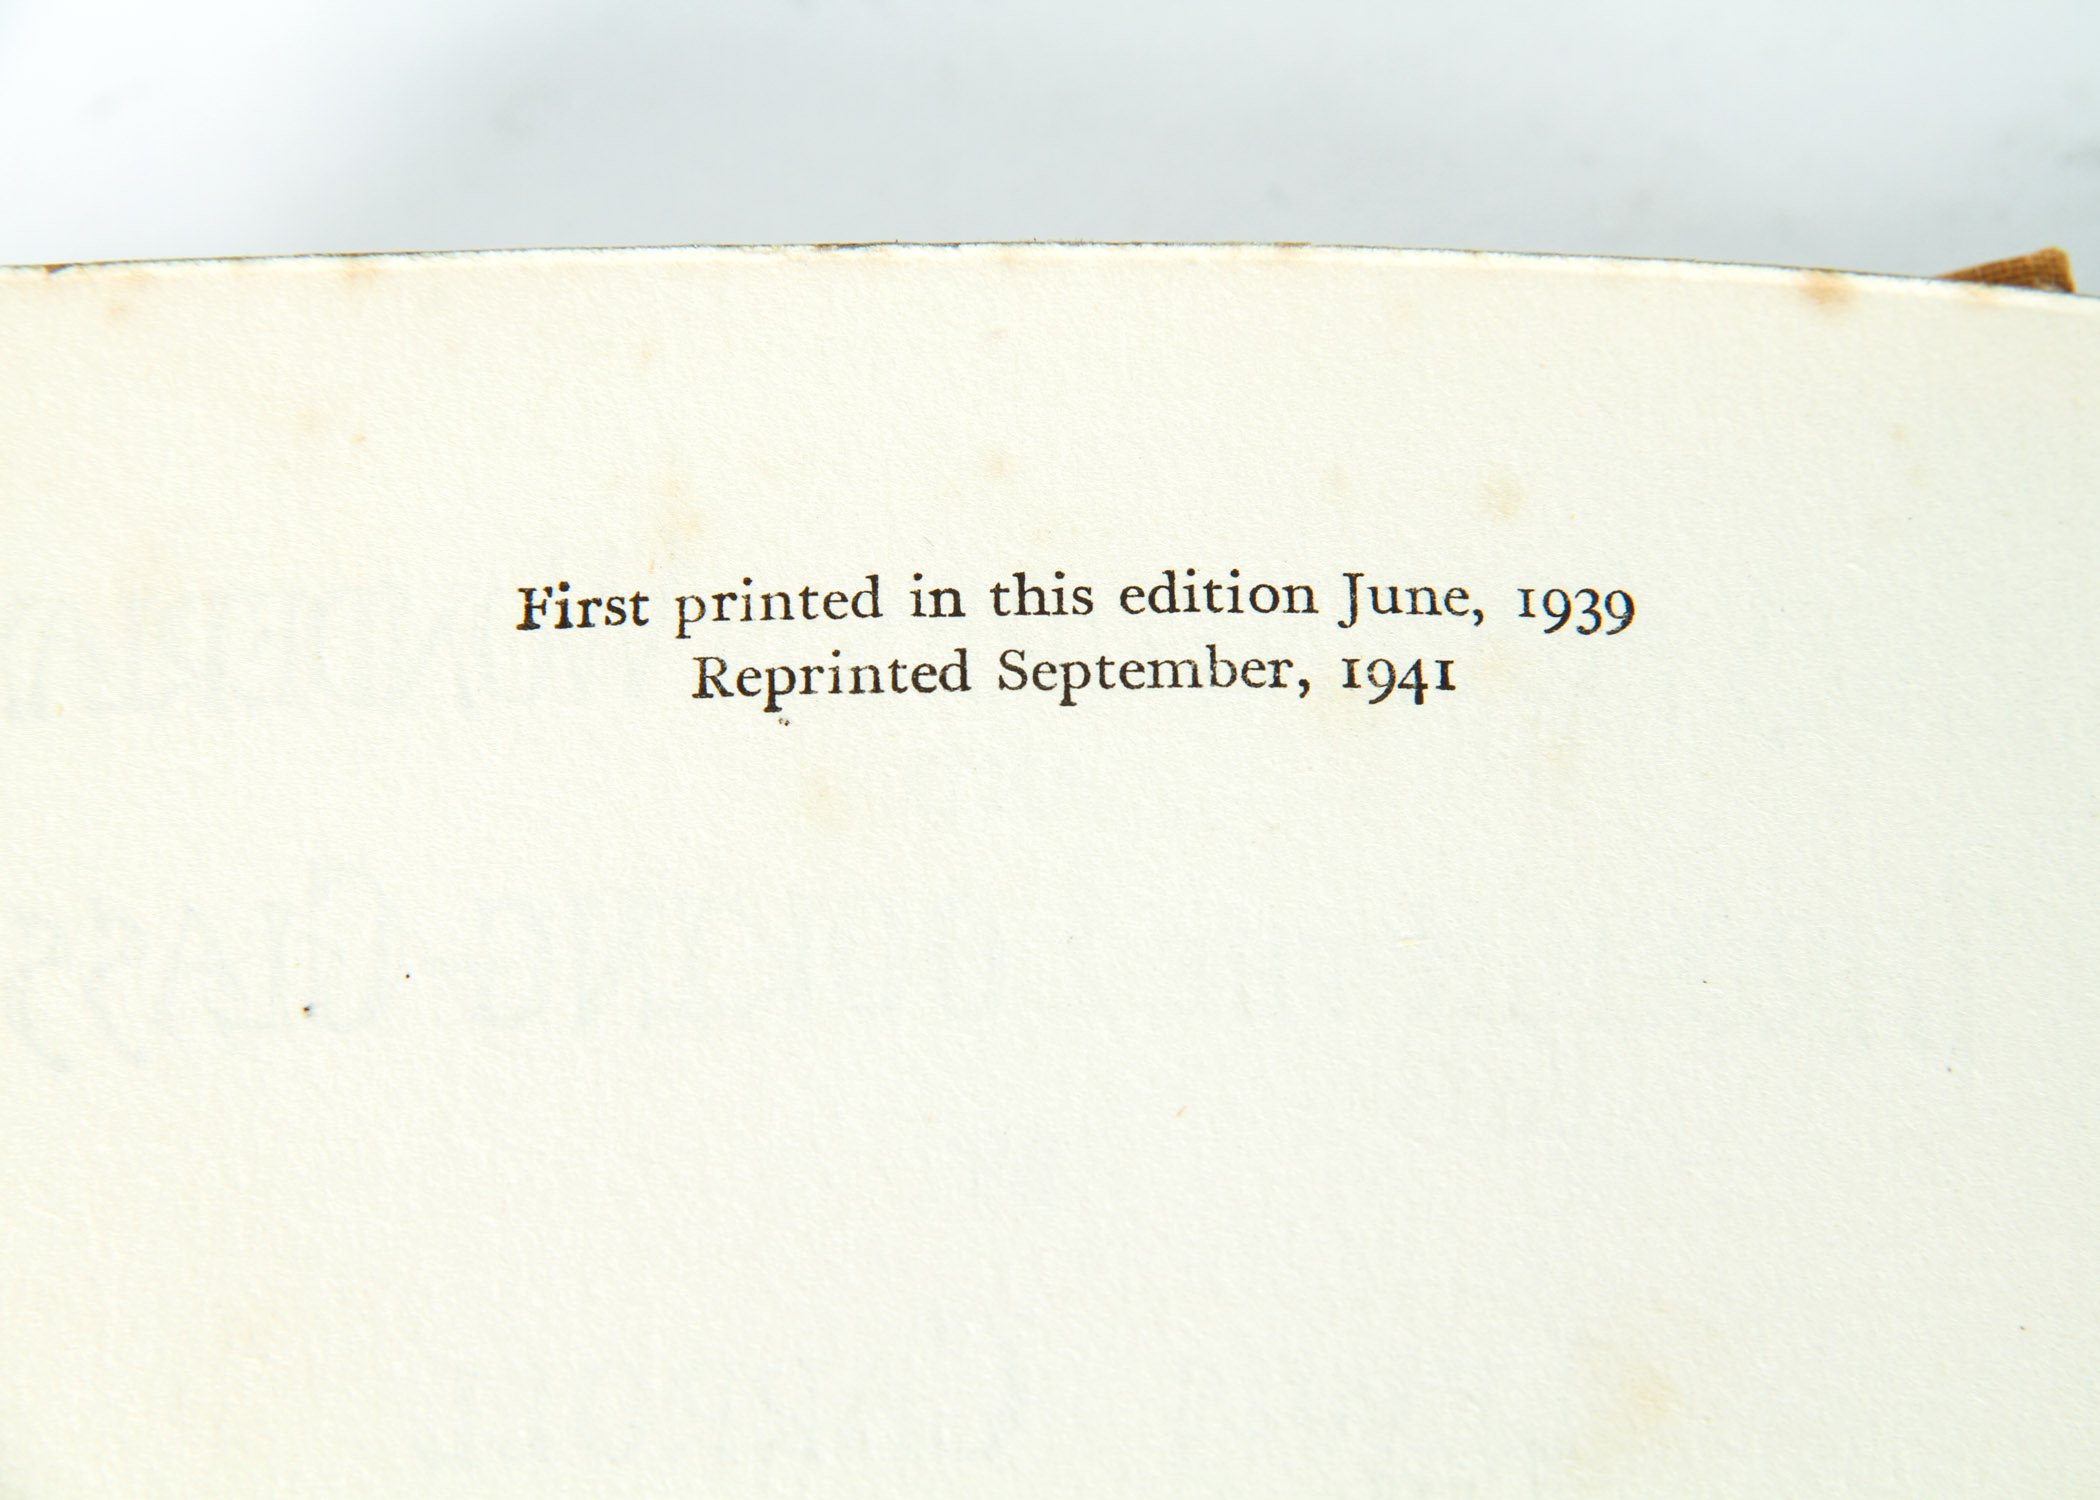 First printed in this edition June, 1939
Reprinted September, 1941